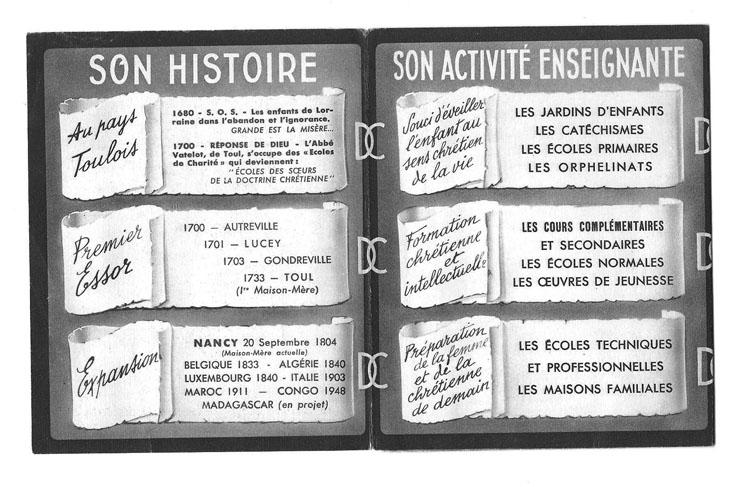 SON HISTOIRE
Au pays
Toulois
1680 - S. O. S. - Les enfants de Lor-
raine dans l'abandon et l'ignorance.
GRANDE EST LA MISÈRE...
1700 - RÉPONSE DE DIEU - L'Abbé
Vatelot, de Toul, s'occupe des «Ecoles
de Charité» qui deviennent :
"ÉCOLES DES SŒURS
DE LA DOCTRINE CHRÉTIENNE"
DC
Premier
Essor
1700 — AUTREVILLE
1701 — LUCEY
1703 — GONDREVILLE
1733 — TOUL
(1re Maison-Mère)
DC
Expansion
NANCY 20 Septembre 1804
(Maison-Mère actuelle)
BELGIQUE 1833 - ALGÉRIE 1840
LUXEMBOURG 1840 - ITALIE 1903
MAROC 1911 — CONGO 1948
MADAGASCAR (en projet)
DC
SON ACTIVITÉ ENSEIGNANTE
Souci d'éveiller
l'enfant au
sens chrétien
de la vie
LES JARDINS D'ENFANTS
LES CATÉCHISMES
LES ÉCOLES PRIMAIRES
LES ORPHELINATS
Formation
chrétienne
et
intellectuelle
LES COURS COMPLÉMENTAIRES
ET SECONDAIRES
LES ÉCOLES NORMALES
LES ŒUVRES DE JEUNESSE
Préparation
de la femme
et de la
chrétienne
de demain
LES ÉCOLES TECHNIQUES
ET PROFESSIONNELLES
LES MAISONS FAMILIALES